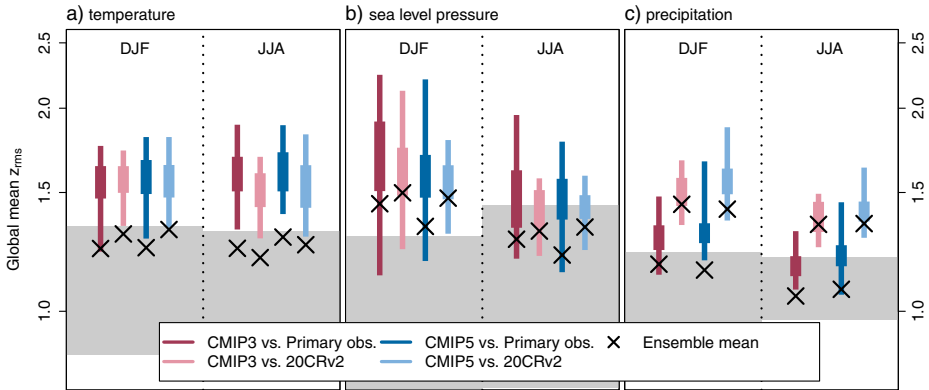 a) temperature
b) sea level pressure
c) precipitation
DJF JJA
DJF JJA
DJF JJA
Global mean zrms
2.5
2.0
1.5
1.0
2.5
2.0
1.5
1.0
CMIP3 vs. Primary obs.
CMIP3 vs. 20CRv2
CMIP5 vs. Primary obs.
CMIP5 vs. 20CRv2
Ensemble mean